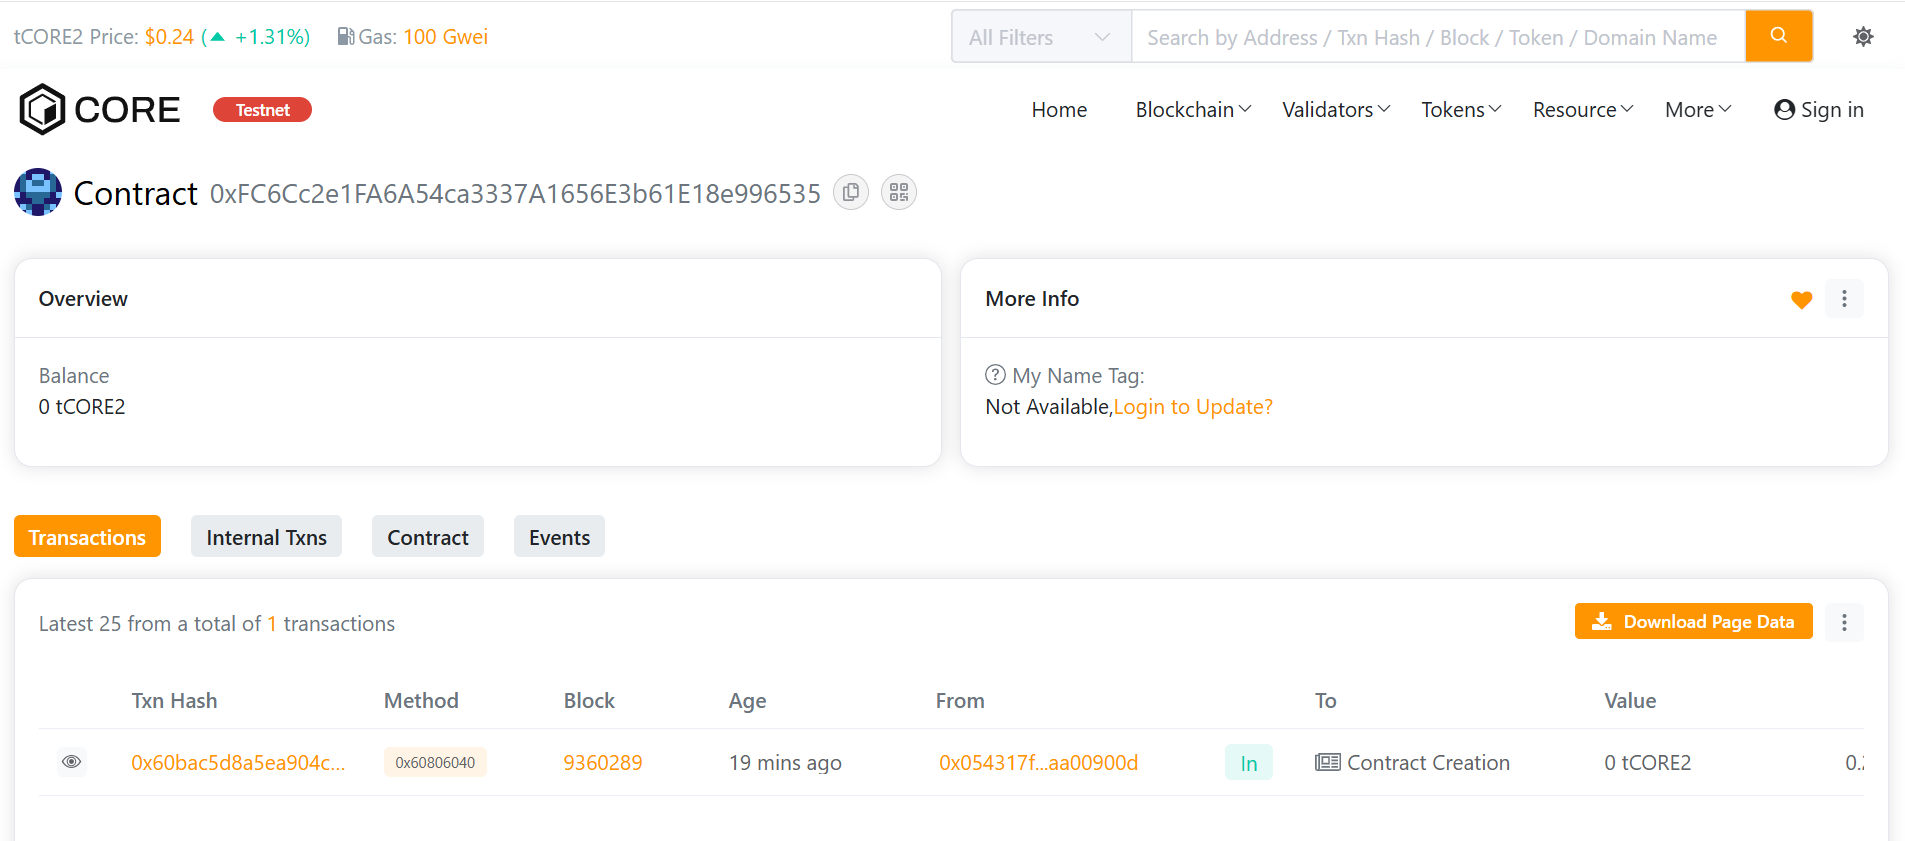 tCORE2 Price: $0.24 (▲ +1.31%) Gas: 100 Gwei
All Filters Search by Address / Txn Hash / Block / Token / Domain Name
CORE Testnet Home Blockchain Validators Tokens Resource More Sign in
Contract 0xFC6Cc2e1FA6A54ca3337A1656E3b61E18e996535
Overview
Balance
0 tCORE2
More Info
My Name Tag:
Not Available,Login to Update?
Transactions Internal Txns Contract Events
Latest 25 from a total of 1 transactions
Download Page Data
Txn Hash Method Block Age From To Value
0x60bac5d8a5ea904c... 0x60806040 9360289 19 mins ago 0x054317f...aa00900d In Contract Creation 0 tCORE2